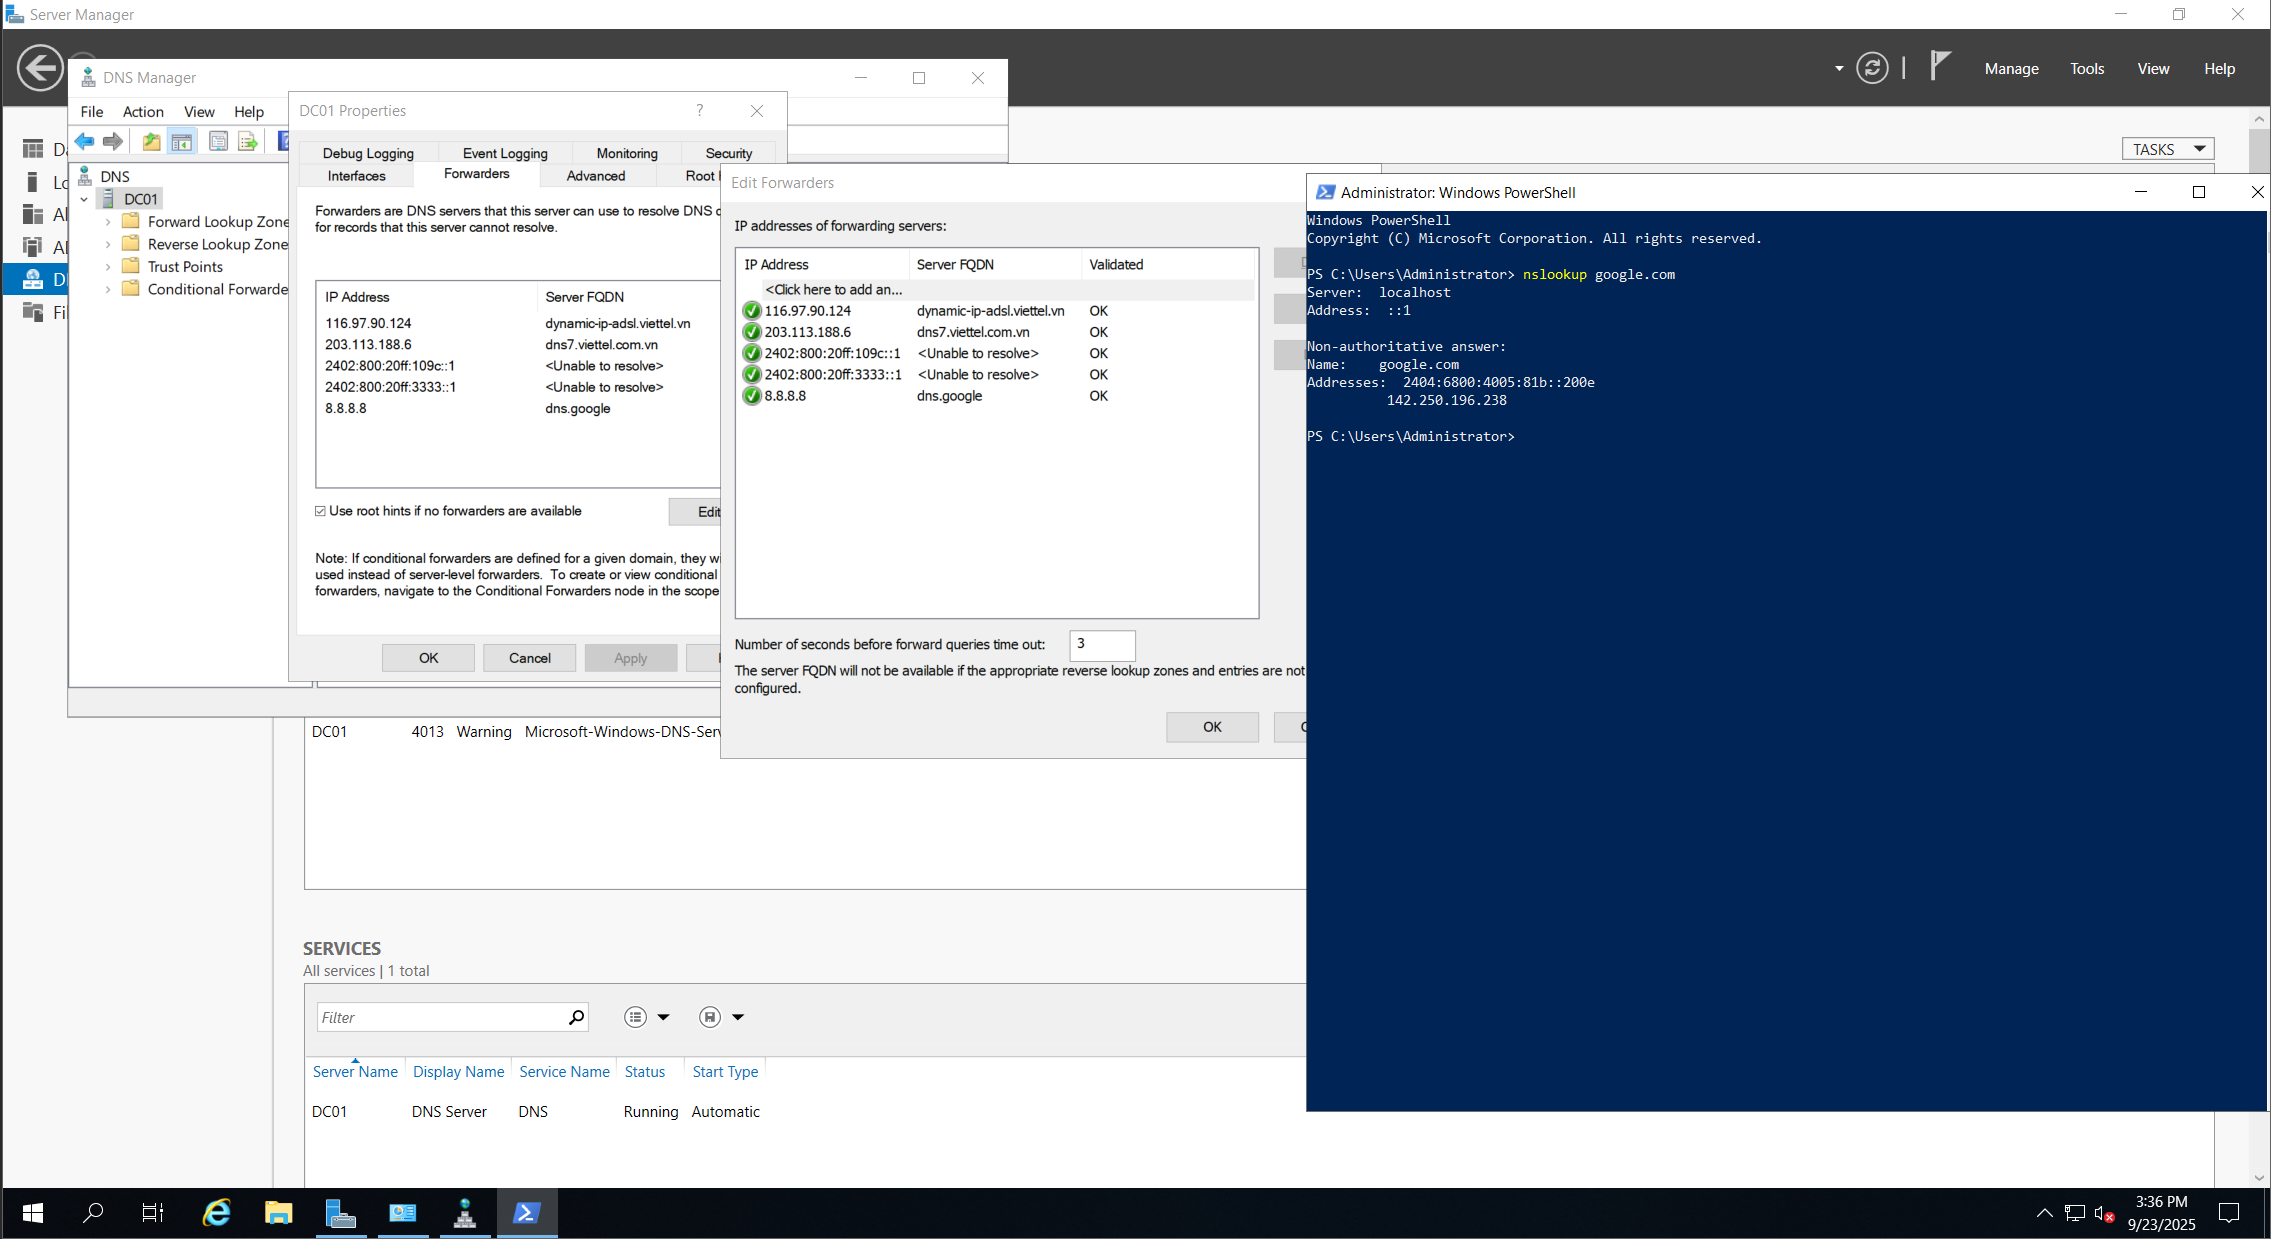 Server Manager
Manage
Tools
View
Help
DNS Manager
File
Action
View
Help
DNS
DC01
Forward Lookup Zone
Reverse Lookup Zone
Trust Points
Conditional Forwarde
DC01 Properties
?
Debug Logging
Event Logging
Monitoring
Security
Interfaces
Forwarders
Advanced
Root
Forwarders are DNS servers that this server can use to resolve DNS
for records that this server cannot resolve.
IP Address Server FQDN
116.97.90.124 dynamic-ip-adsl.viettel.vn
203.113.188.6 dns7.viettel.com.vn
2402:800:20ff:109c::1 <Unable to resolve>
2402:800:20ff:3333::1 <Unable to resolve>
8.8.8.8 dns.google
Use root hints if no forwarders are available
Edit
Note: If conditional forwarders are defined for a given domain, they wi
used instead of server-level forwarders. To create or view conditional
forwarders, navigate to the Conditional Forwarders node in the scope
OK
Cancel
Apply
Edit Forwarders
IP addresses of forwarding servers:
IP Address Server FQDN Validated
<Click here to add an...
116.97.90.124 dynamic-ip-adsl.viettel.vn OK
203.113.188.6 dns7.viettel.com.vn OK
2402:800:20ff:109c::1 <Unable to resolve> OK
2402:800:20ff:3333::1 <Unable to resolve> OK
8.8.8.8 dns.google OK
Number of seconds before forward queries time out: 3
The server FQDN will not be available if the appropriate reverse lookup zones and entries are not
configured.
OK
TASKS
Administrator: Windows PowerShell
Windows PowerShell
Copyright (C) Microsoft Corporation. All rights reserved.
PS C:\Users\Administrator> nslookup google.com
Server: localhost
Address: ::1
Non-authoritative answer:
Name: google.com
Addresses: 2404:6800:4005:81b::200e
142.250.196.238
PS C:\Users\Administrator>
DC01 4013 Warning Microsoft-Windows-DNS-Serv
SERVICES
All services | 1 total
Filter
Server Name Display Name Service Name Status Start Type
DC01 DNS Server DNS Running Automatic
3:36 PM
9/23/2025